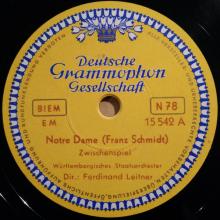 Deutsche
Grammophon
Gesellschaft
BIEM
EM
N 78
15 542 A
Notre Dame (Franz Schmidt)
Zwischenspiel
Württembergisches Staatsorchester
Dir.: Ferdinand Leitner